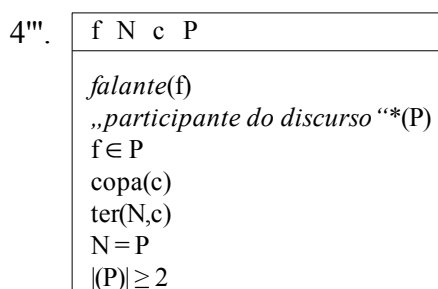 4'''. f N c P
falante(f)
„participante do discurso“*(P)
f ∈ P
copa(c)
ter(N,c)
N = P
|(P)| ≥ 2